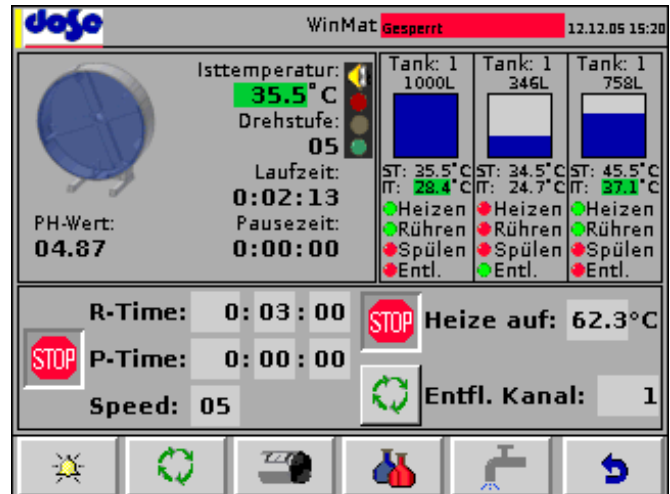 dose
WinMat
Gesperrt
12.12.05 15:20
Isttemperatur:
35.5°C
Drehstufe:
05
Laufzeit:
0:02:13
PH-Wert:
04.87
Pausezeit:
0:00:00
Tank: 1
1000L
ST: 35.5°C
IT: 28.4°C
Heizen
Rühren
Spülen
Entl.
Tank: 1
346L
ST: 34.5°C
IT: 24.7°C
Heizen
Rühren
Spülen
Entl.
Tank: 1
758L
ST: 45.5°C
IT: 37.1°C
Heizen
Rühren
Spülen
Entl.
STOP
R-Time: 0: 03: 00
P-Time: 0: 00: 00
Speed: 05
STOP
Heize auf: 62.3°C
Entfl. Kanal: 1